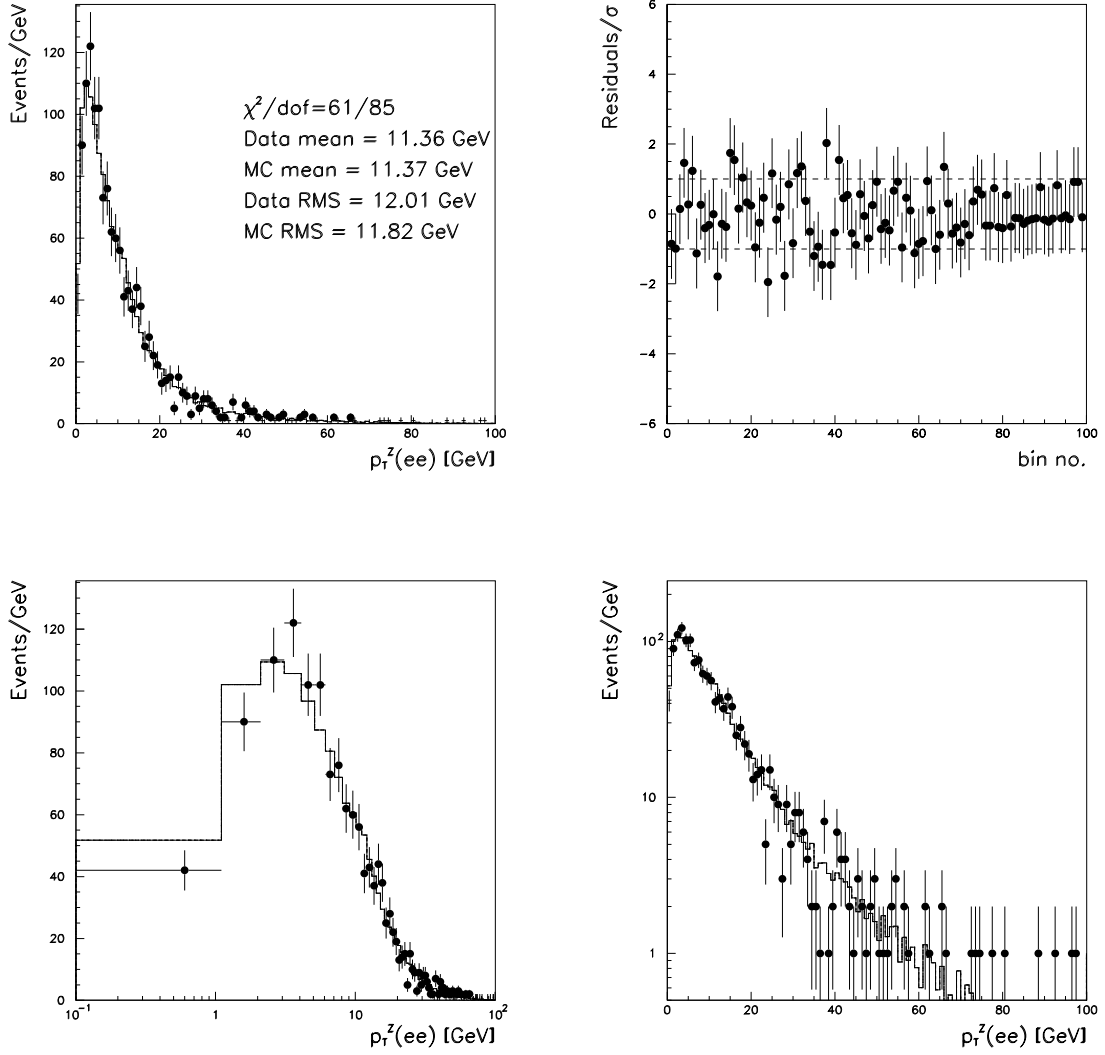 Events/GeV
120
100
80
60
40
20
0
χ²/dof=61/85
Data mean = 11.36 GeV
MC mean = 11.37 GeV
Data RMS = 12.01 GeV
MC RMS = 11.82 GeV
0 20 40 60 80 100
p_T^Z(ee) [GeV]
Residuals/σ
6
4
2
0
-2
-4
-6
0 20 40 60 80 100
bin no.
Events/GeV
120
100
80
60
40
20
0
10⁻¹ 1 10 10²
p_T^Z(ee) [GeV]
Events/GeV
10²
10
1
0 20 40 60 80 100
p_T^Z(ee) [GeV]